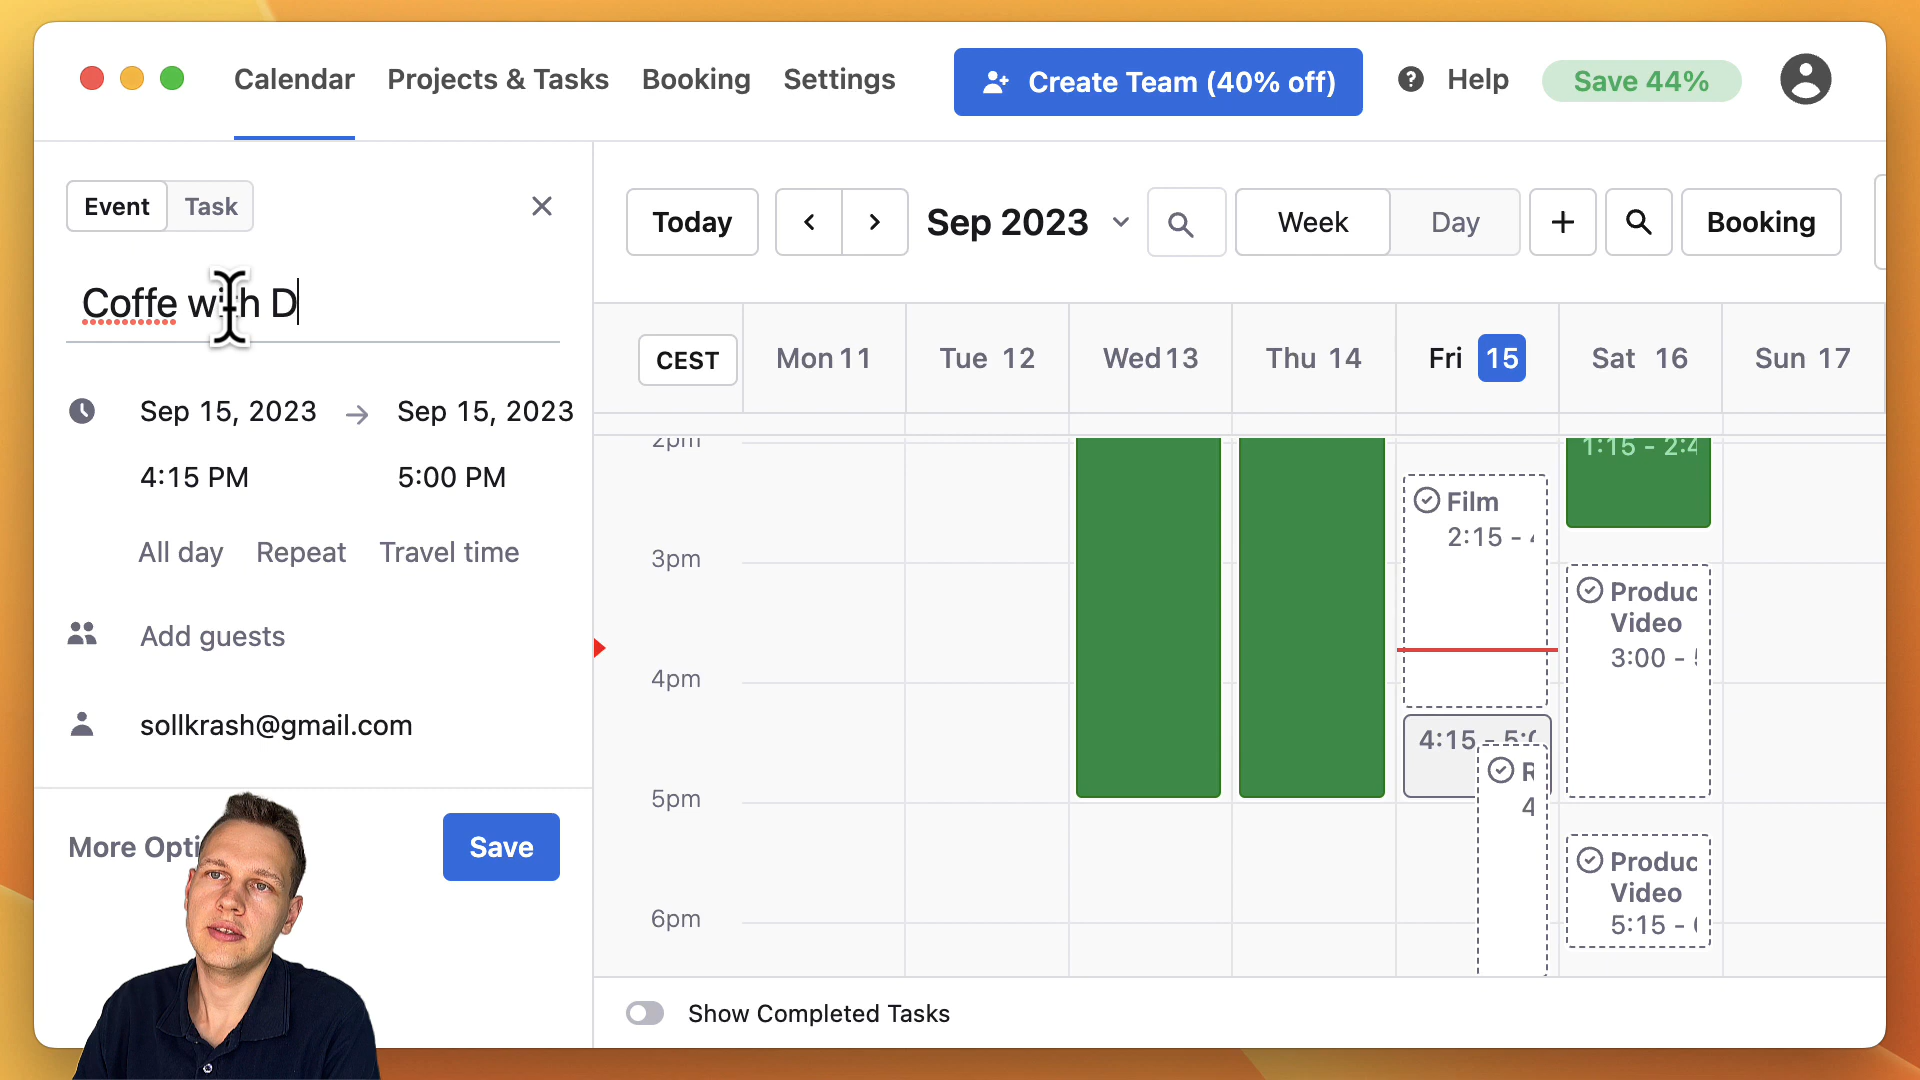 Calendar Projects & Tasks Booking Settings Create Team (40% off) Help Save 44%
Event Task
Coffe with D
Sep 15, 2023 → Sep 15, 2023
4:15 PM 5:00 PM
All day Repeat Travel time
Add guests
sollkrash@gmail.com
More Opti
Save
Today Sep 2023 Week Day Booking
CEST Mon 11 Tue 12 Wed 13 Thu 14 Fri 15 Sat 16 Sun 17
2pm
3pm
4pm
5pm
6pm
Film
2:15 -
4:15 - 5:0
R
4
1:15 - 2:4
Produc
Video
3:00 -
Produc
Video
5:15 -
Show Completed Tasks